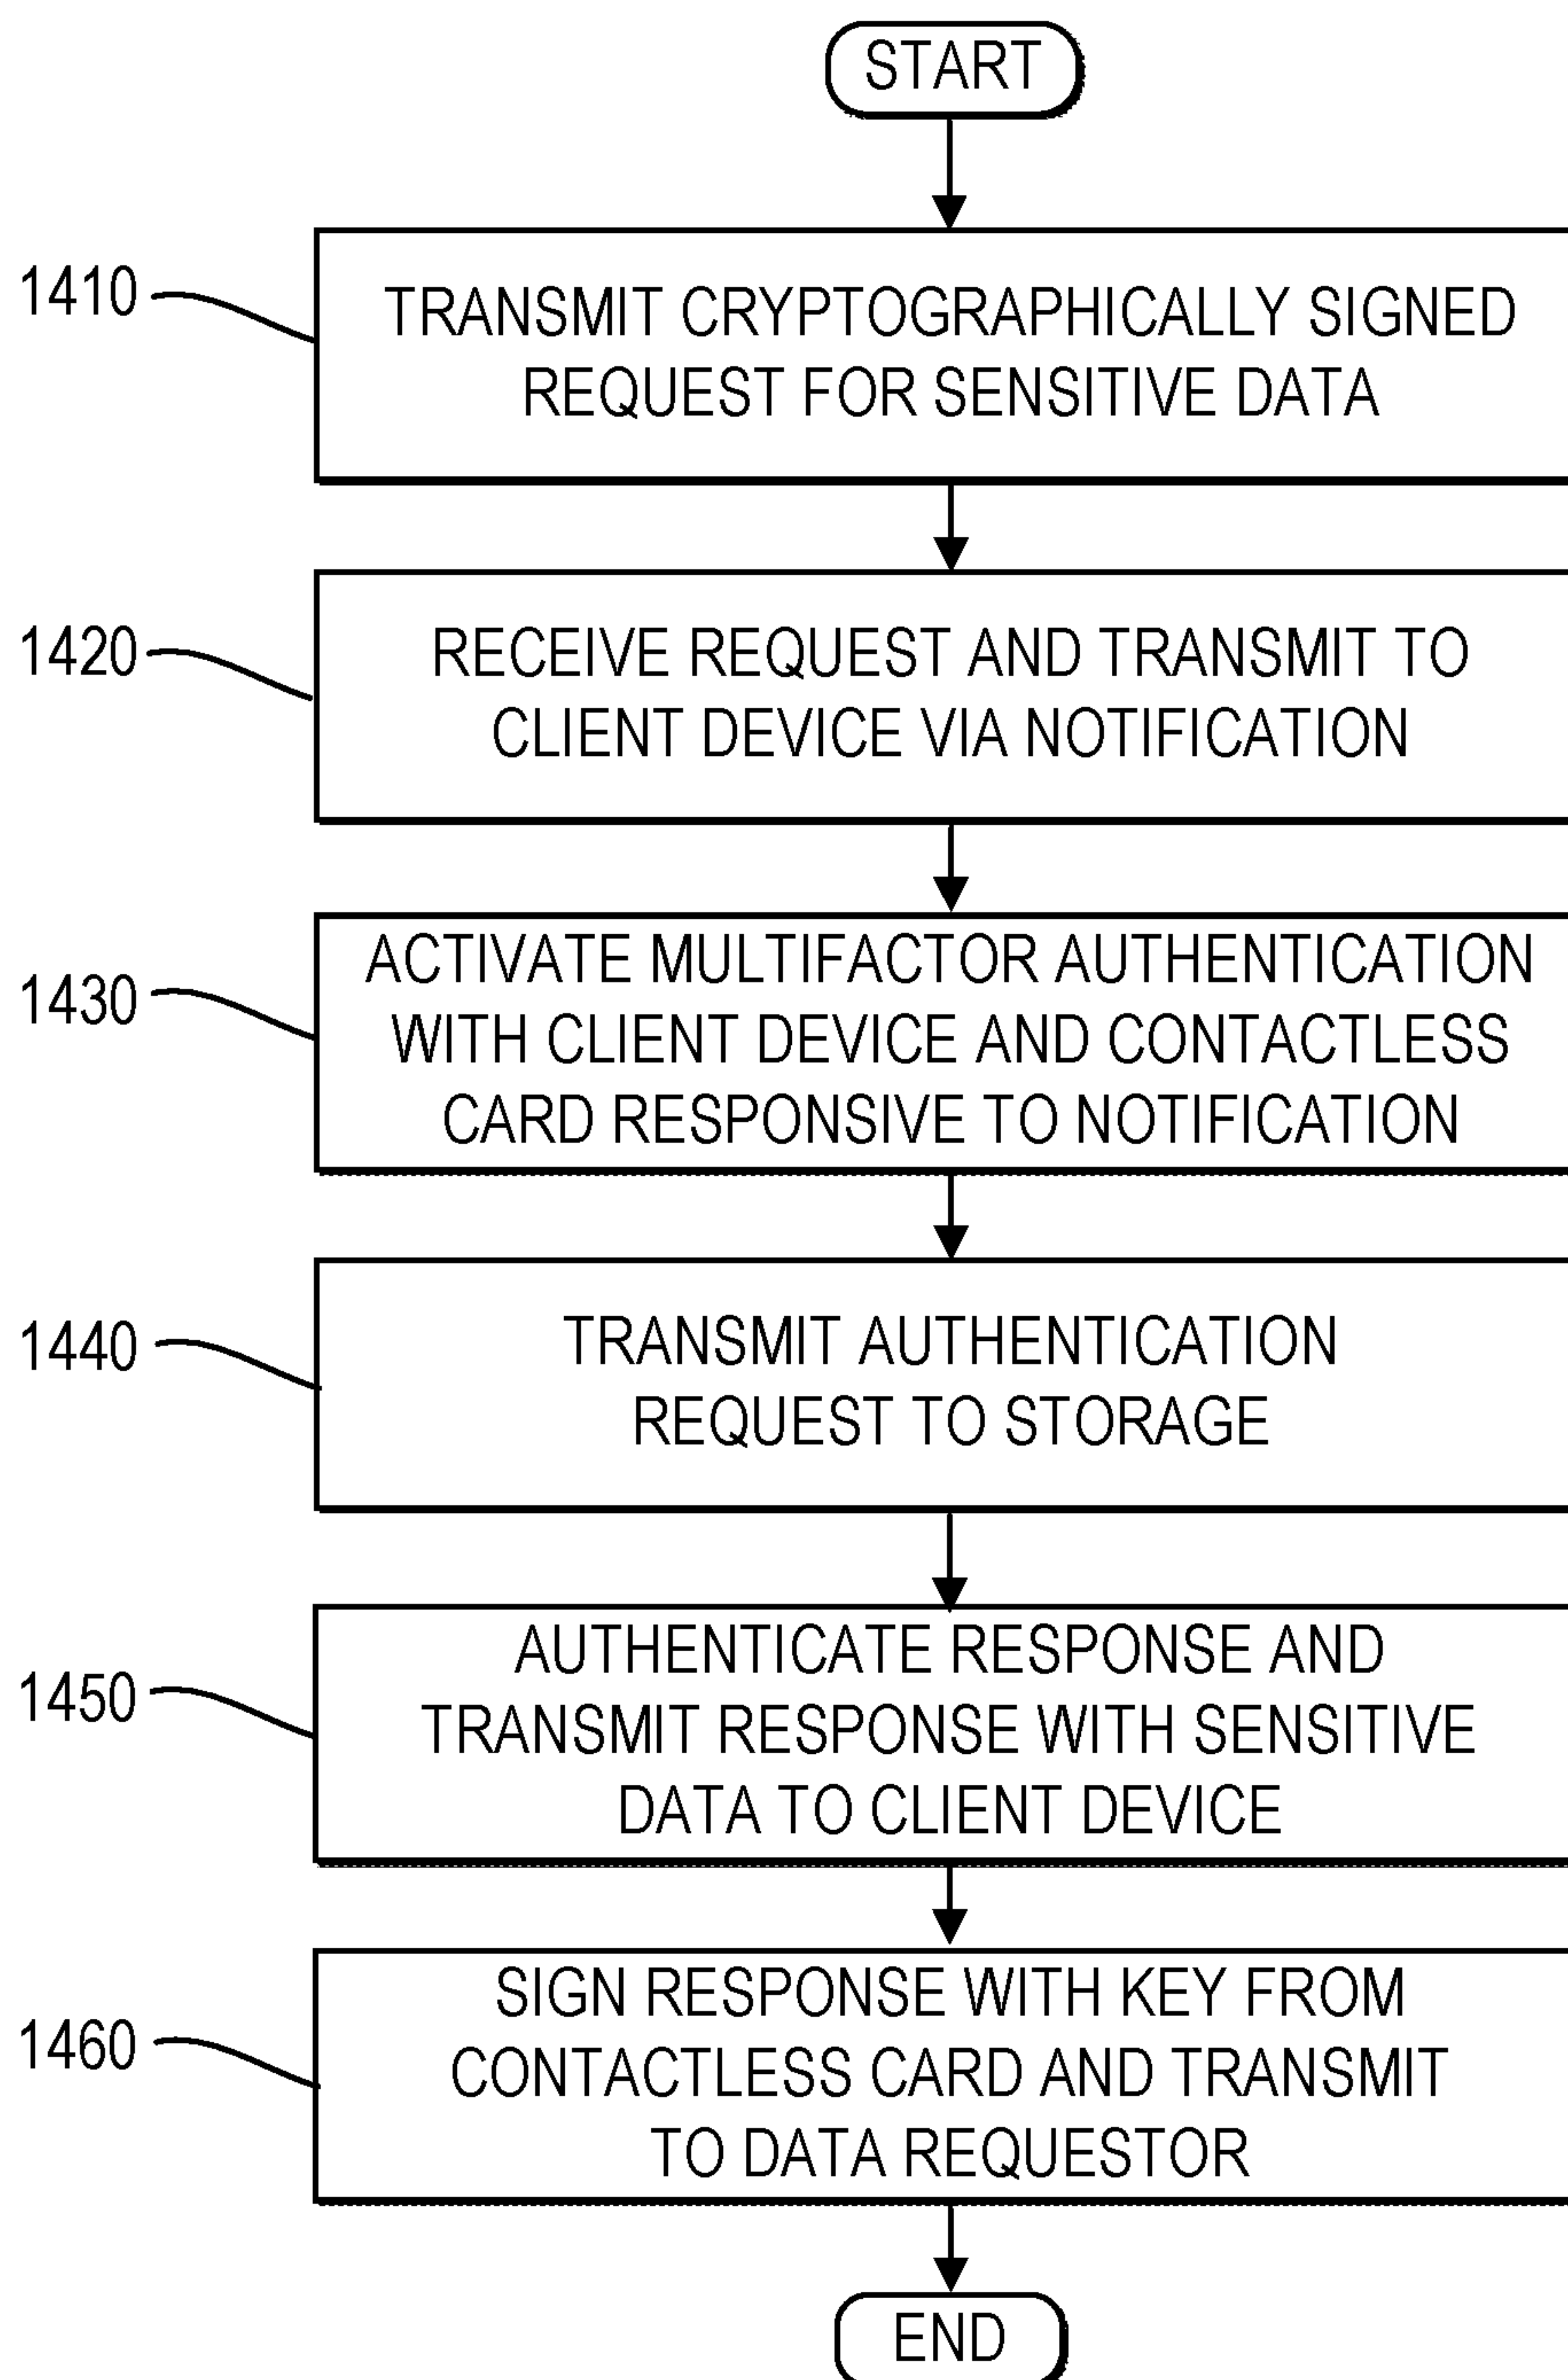 START
1410
TRANSMIT CRYPTOGRAPHICALLY SIGNED
REQUEST FOR SENSITIVE DATA
1420
RECEIVE REQUEST AND TRANSMIT TO
CLIENT DEVICE VIA NOTIFICATION
1430
ACTIVATE MULTIFACTOR AUTHENTICATION
WITH CLIENT DEVICE AND CONTACTLESS
CARD RESPONSIVE TO NOTIFICATION
1440
TRANSMIT AUTHENTICATION
REQUEST TO STORAGE
1450
AUTHENTICATE RESPONSE AND
TRANSMIT RESPONSE WITH SENSITIVE
DATA TO CLIENT DEVICE
1460
SIGN RESPONSE WITH KEY FROM
CONTACTLESS CARD AND TRANSMIT
TO DATA REQUESTOR
END